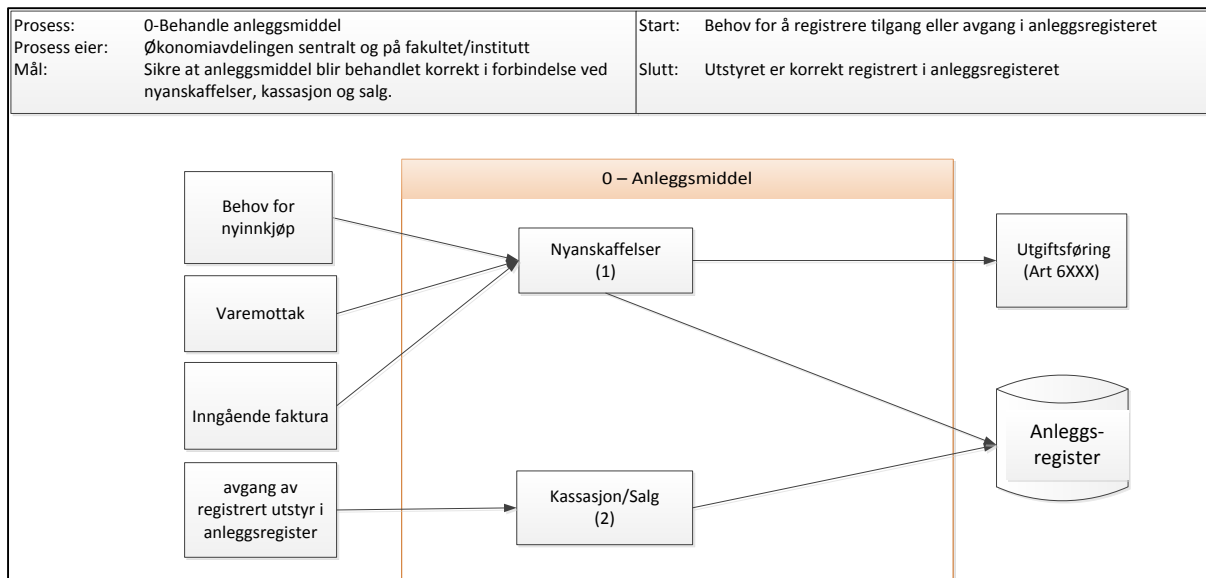 Prosess: 0-Behandle anleggsmiddel
Prosess eier: Økonomiavdelingen sentralt og på fakultet/institutt
Mål: Sikre at anleggsmiddel blir behandlet korrekt i forbindelse ved
nyanskaffelser, kassasjon og salg.
Start: Behov for å registrere tilgang eller avgang i anleggsregisteret
Slutt: Utstyret er korrekt registrert i anleggsregisteret
0 – Anleggsmiddel
Behov for
nyinnkjøp
Varemottak
Inngående faktura
avgang av
registrert utstyr i
anleggsregister
Nyanskaffelser
(1)
Kassasjon/Salg
(2)
Utgiftsføring
(Art 6XXX)
Anleggs-
register